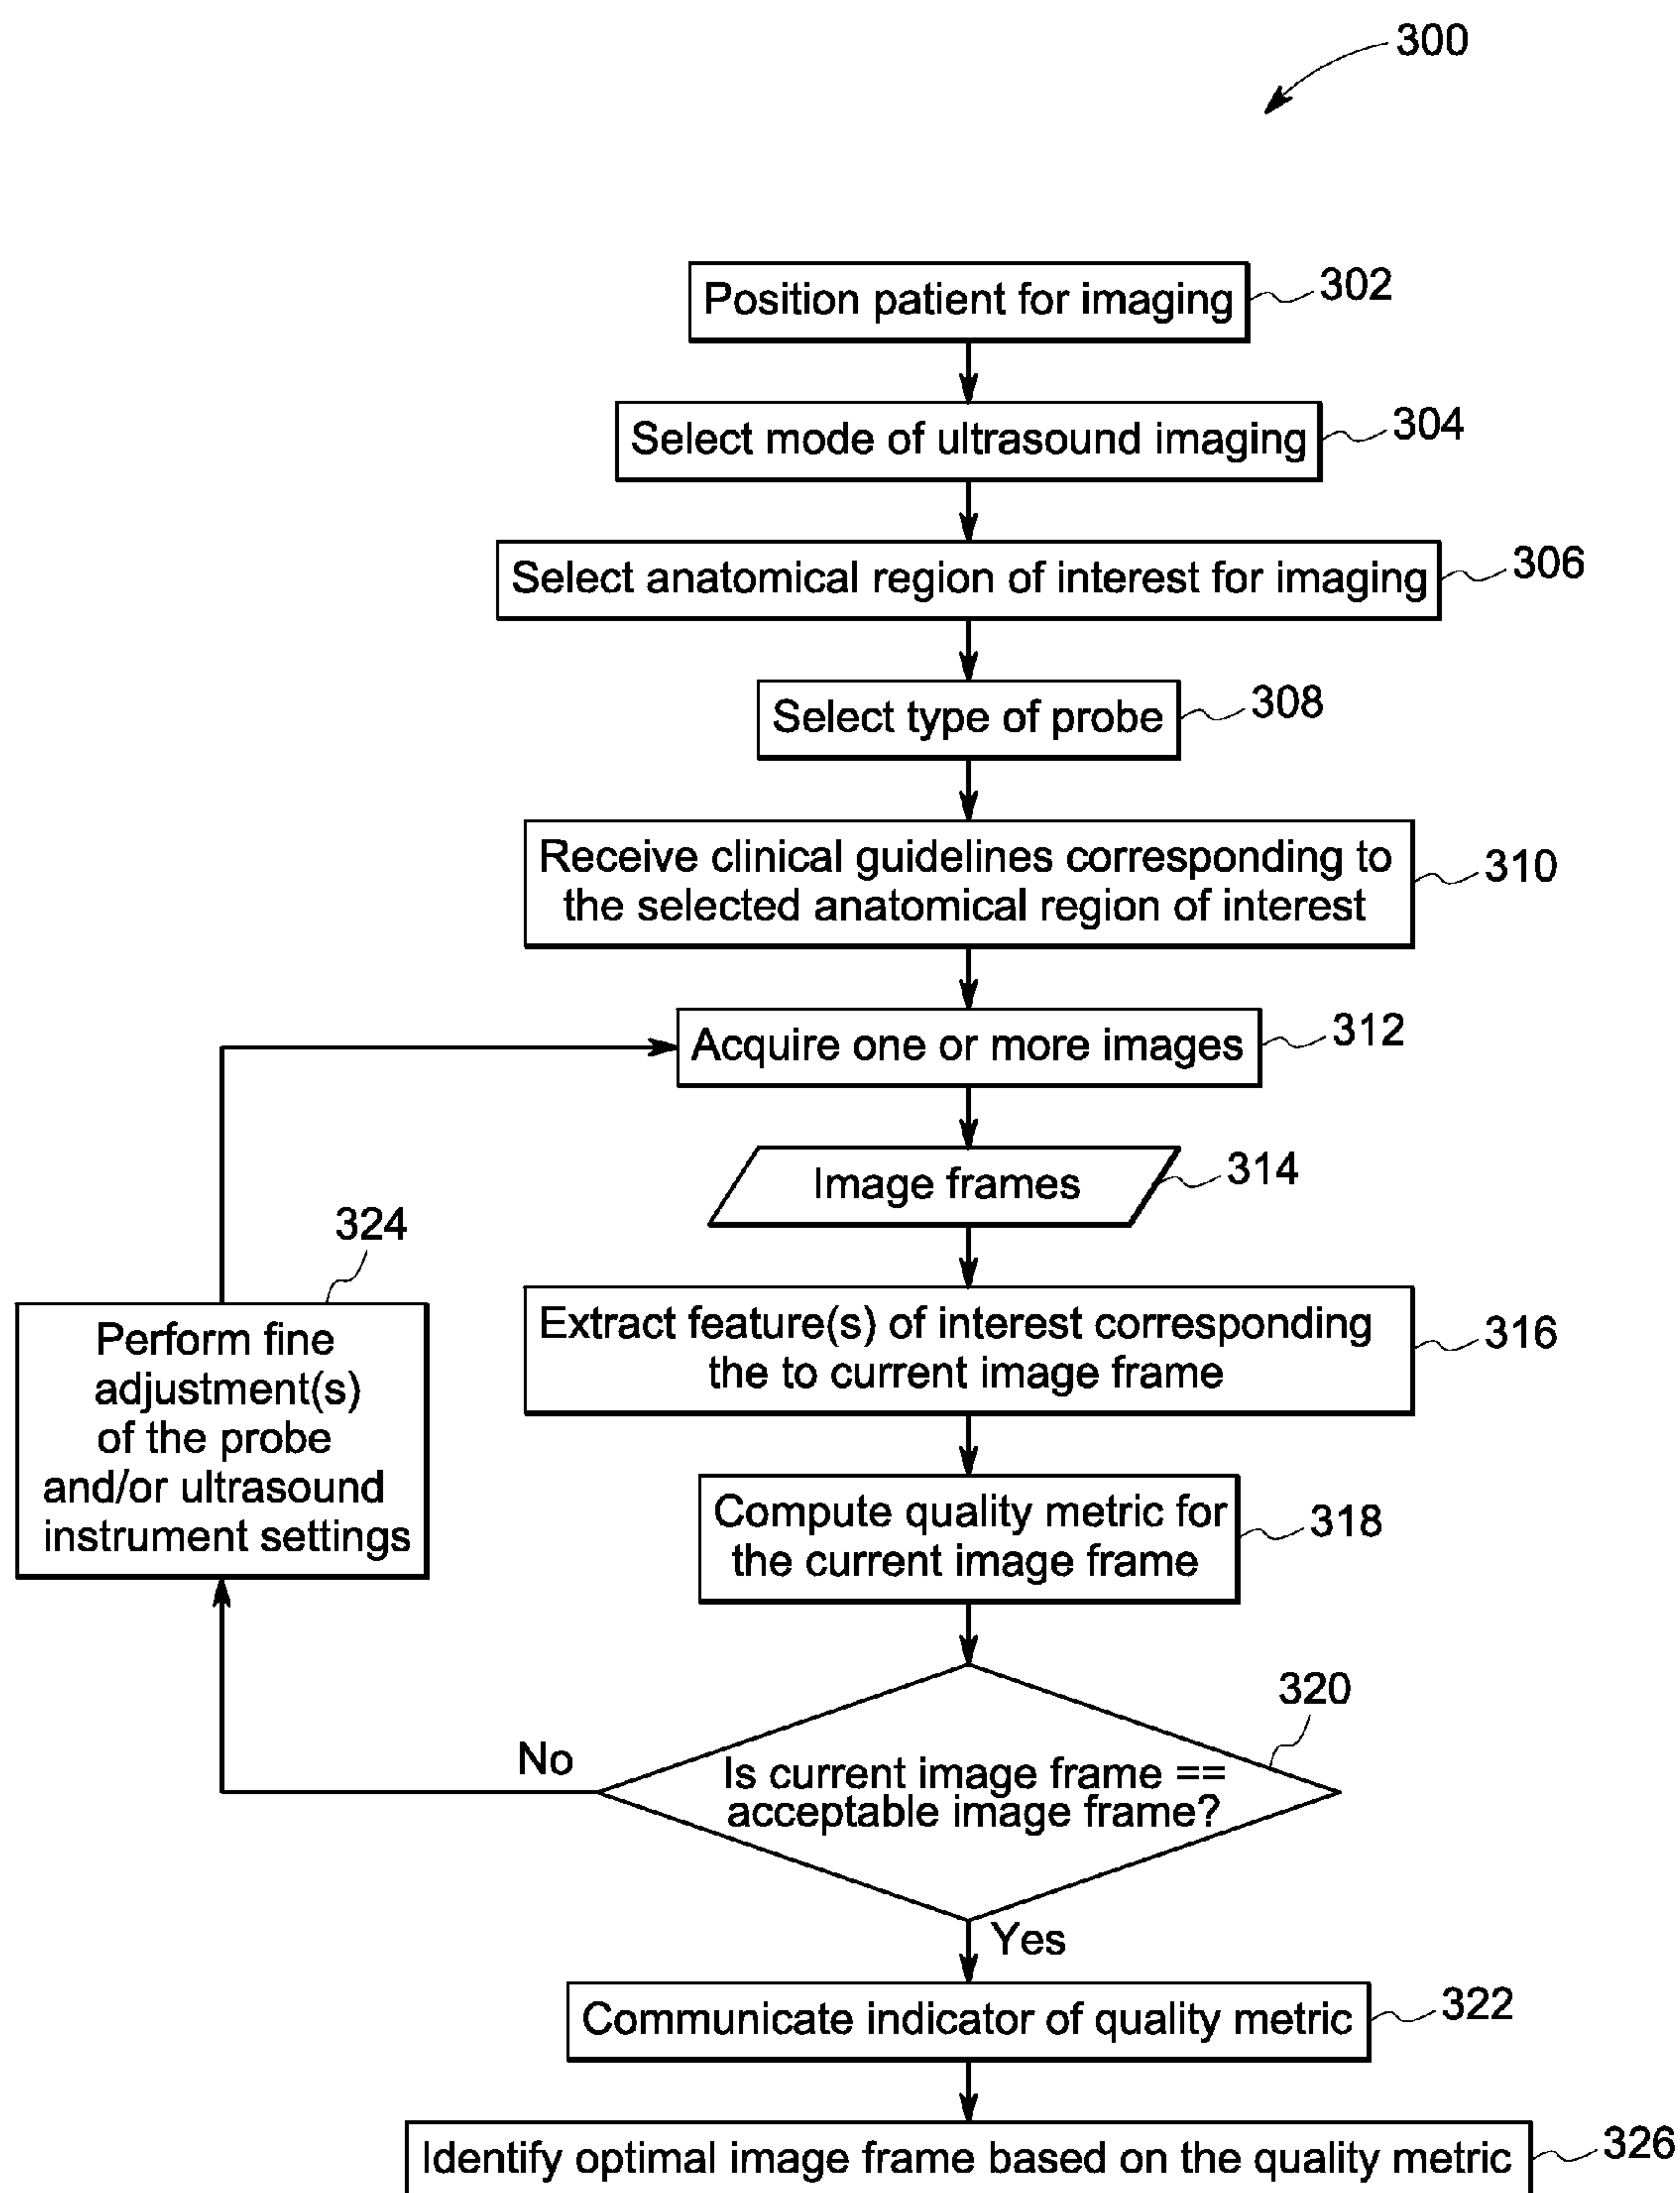 300
Position patient for imaging
302
Select mode of ultrasound imaging
304
Select anatomical region of interest for imaging
306
Select type of probe
308
Receive clinical guidelines corresponding to
the selected anatomical region of interest
310
Acquire one or more images
312
Image frames
314
Extract feature(s) of interest corresponding
the to current image frame
316
Compute quality metric for
the current image frame
318
Is current image frame ==
acceptable image frame?
320
No
324
Perform fine
adjustment(s)
of the probe
and/or ultrasound
instrument settings
Yes
Communicate indicator of quality metric
322
Identify optimal image frame based on the quality metric
326